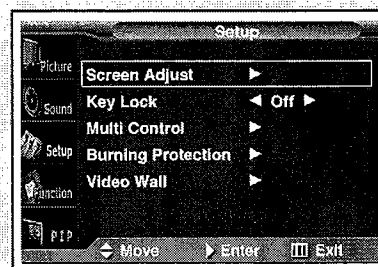 Setup
Picture
Screen Adjust
Key Lock Off
Sound
Multi Control
Setup
Burning Protection
Video Wall
Function
PIP
Move Enter Exit